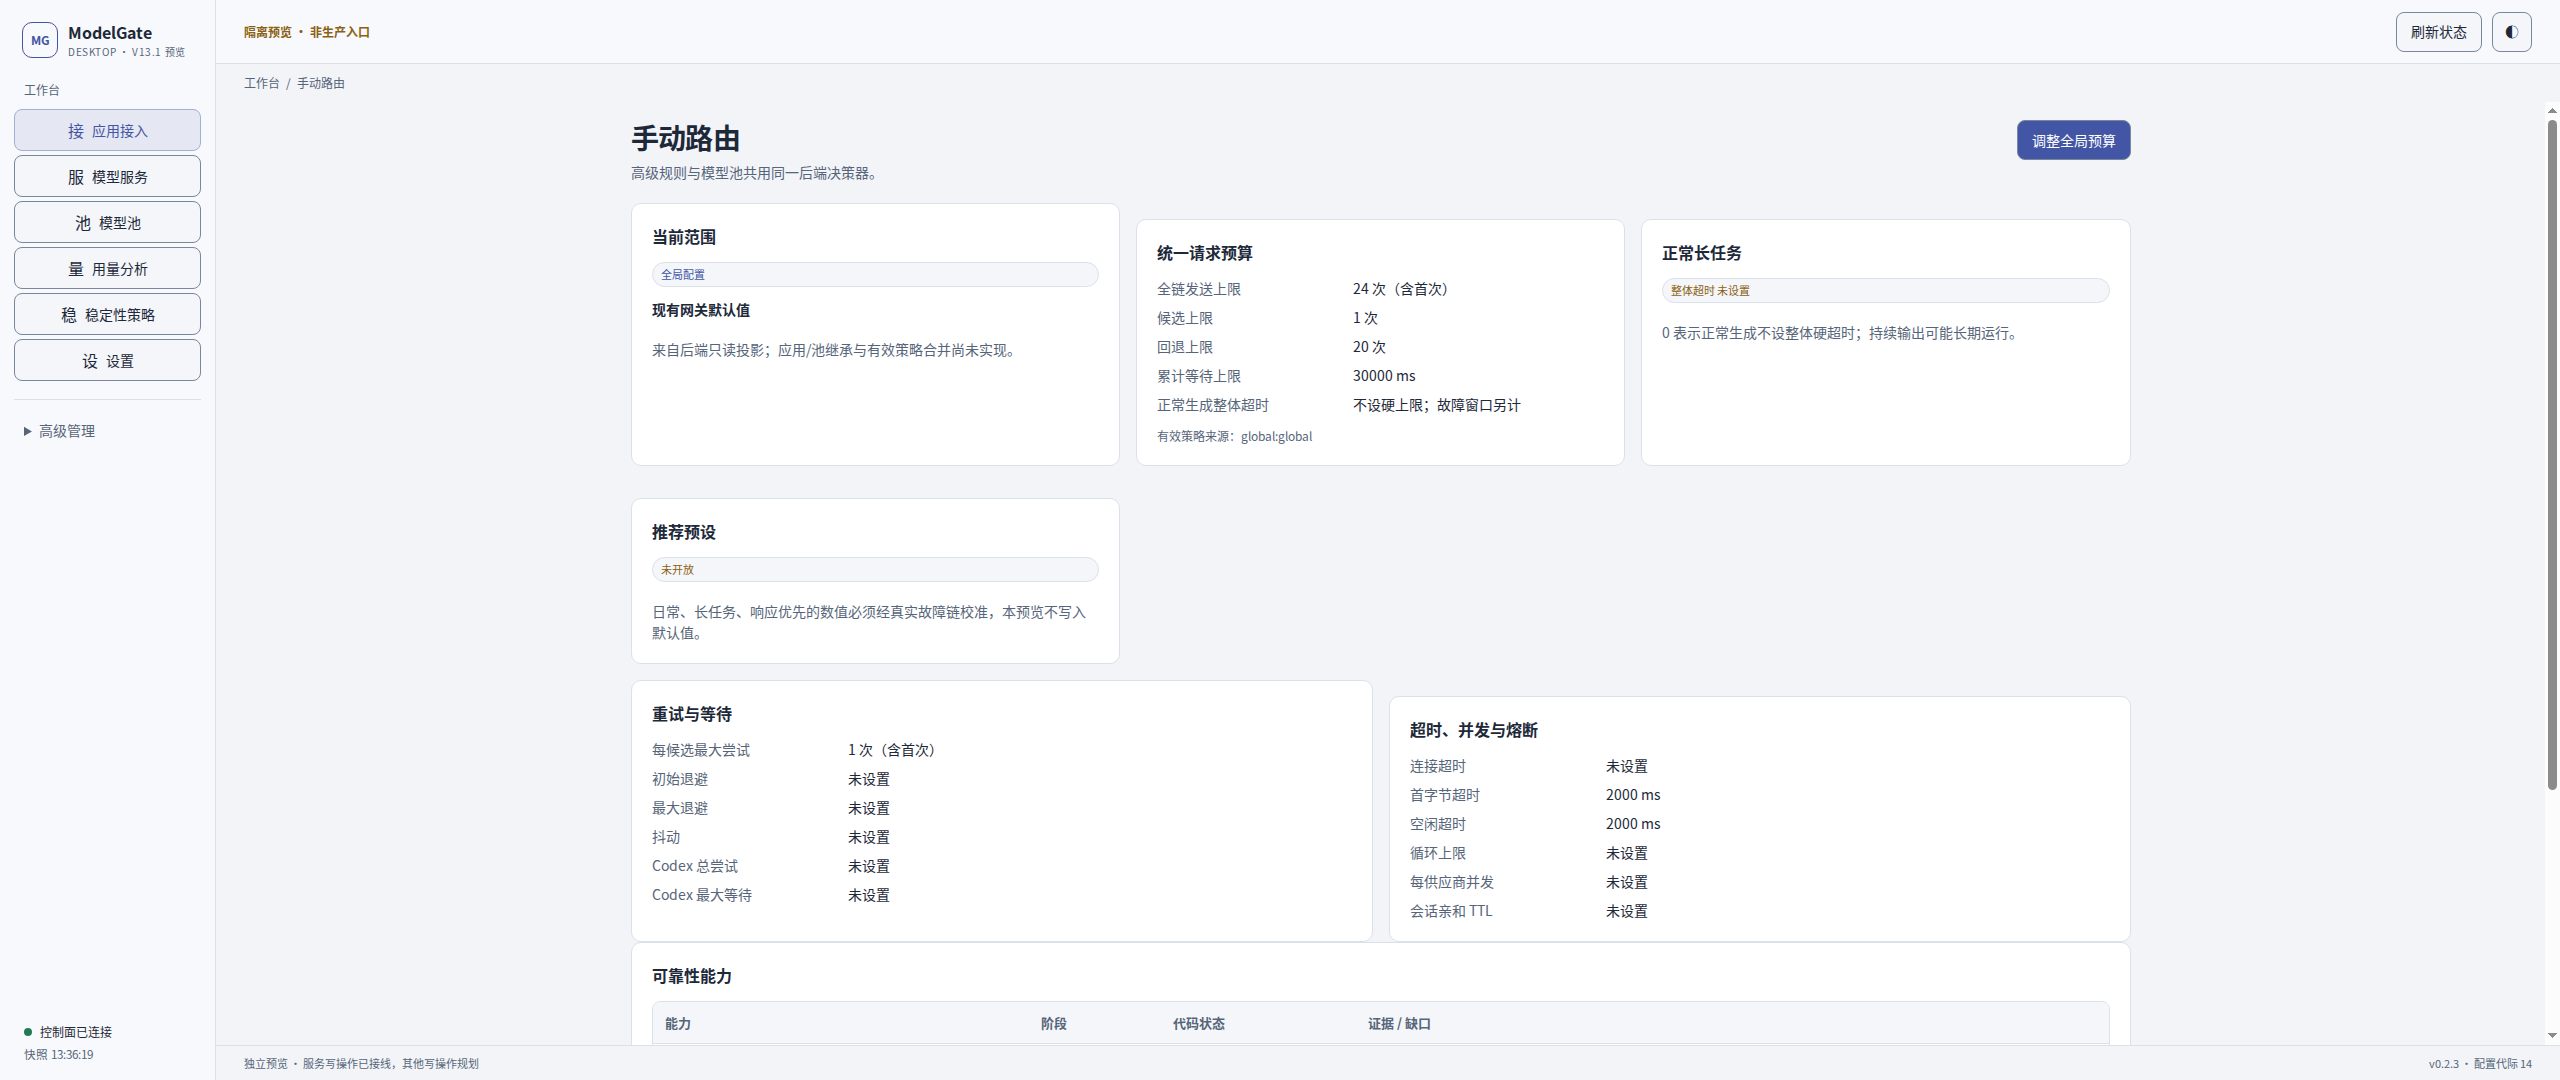 MG
ModelGate
DESKTOP · V13.1 预览
工作台
接 应用接入
服 模型服务
池 模型池
量 用量分析
稳 稳定性策略
设 设置
▶ 高级管理
控制面已连接
快照 13:36:19
隔离预览 · 非生产入口
刷新状态
工作台 / 手动路由
手动路由
高级规则与模型池共用同一后端决策器。
调整全局预算
当前范围
全局配置
现有网关默认值
来自后端只读投影；应用/池继承与有效策略合并尚未实现。
统一请求预算
全链发送上限 24 次（含首次）
候选上限 1 次
回退上限 20 次
累计等待上限 30000 ms
正常生成整体超时 不设硬上限；故障窗口另计
有效策略来源：global:global
正常长任务
整体超时 未设置
0 表示正常生成不设整体硬超时；持续输出可能长期运行。
推荐预设
未开放
日常、长任务、响应优先的数值必须经真实故障链校准，本预览不写入
默认值。
重试与等待
每候选最大尝试 1 次（含首次）
初始退避 未设置
最大退避 未设置
抖动 未设置
Codex 总尝试 未设置
Codex 最大等待 未设置
超时、并发与熔断
连接超时 未设置
首字节超时 2000 ms
空闲超时 2000 ms
循环上限 未设置
每供应商并发 未设置
会话亲和 TTL 未设置
可靠性能力
能力 阶段 代码状态 证据 / 缺口
独立预览 · 服务写操作已接线，其他写操作规划
v0.2.3 · 配置代际 14